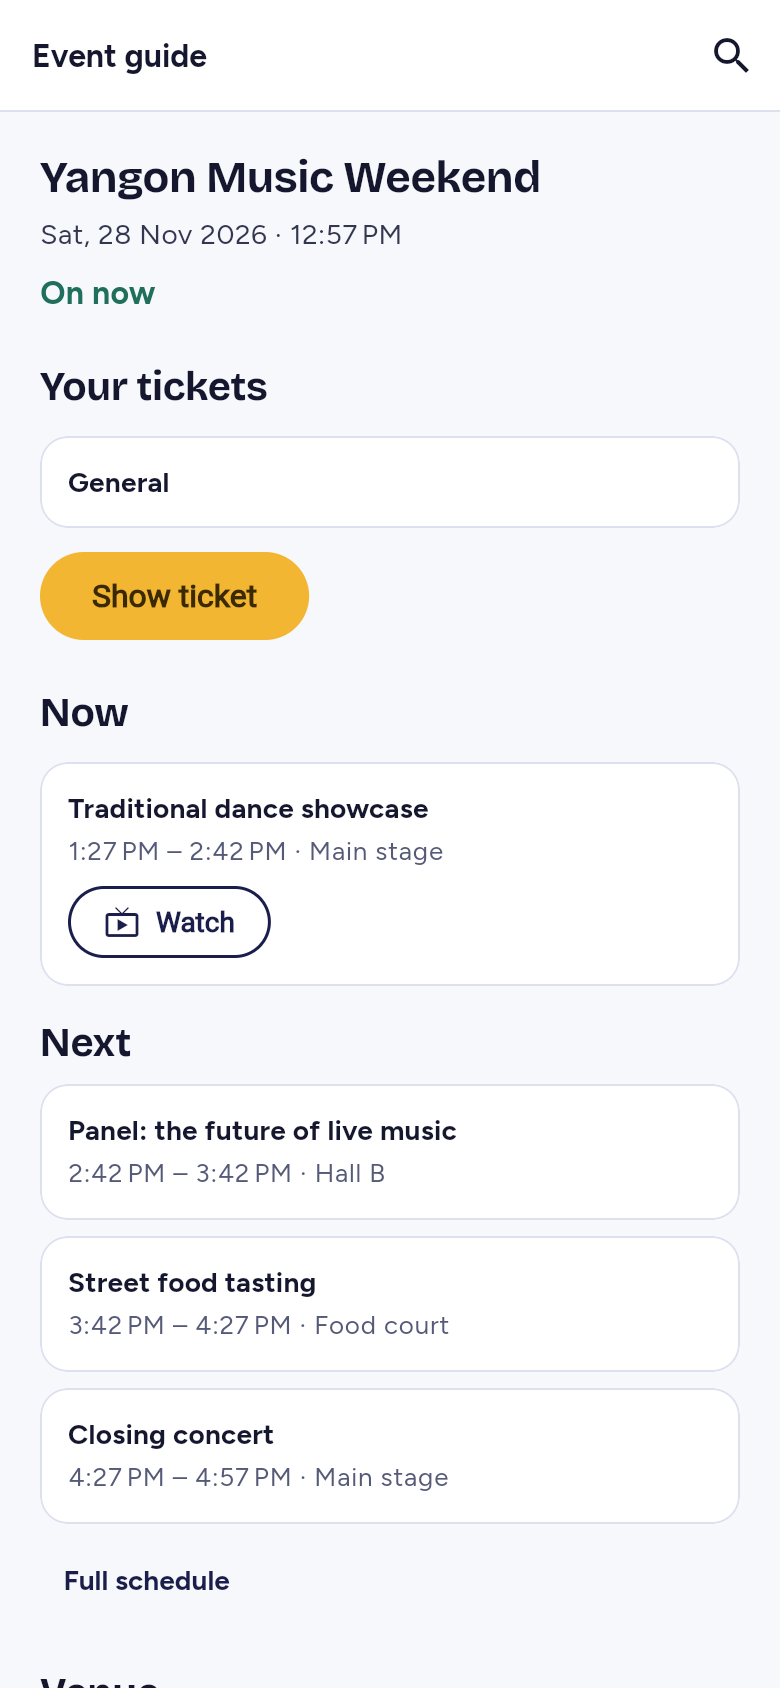 Event guide
Yangon Music Weekend
Sat, 28 Nov 2026 · 12:57 PM
On now
Your tickets
General
Show ticket
Now
Traditional dance showcase
1:27 PM – 2:42 PM · Main stage
Watch
Next
Panel: the future of live music
2:42 PM – 3:42 PM · Hall B
Street food tasting
3:42 PM – 4:27 PM · Food court
Closing concert
4:27 PM – 4:57 PM · Main stage
Full schedule
Venue